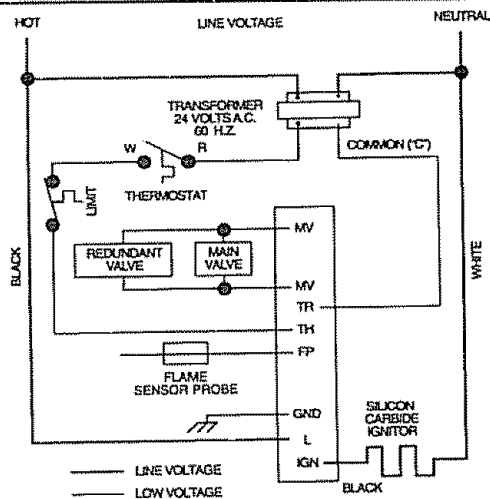 HOT
LINE VOLTAGE
NEUTRAL
TRANSFORMER
24 VOLTS A.C.
60 H.Z.
COMMON ("C")
W
R
THERMOSTAT
LIMIT
BLACK
WHITE
REDUNDANT
VALVE
MAIN
VALVE
MV
MV
TR
TH
FP
FLAME
SENSOR PROBE
GND
L
IGN
SILICON
CARBIDE
IGNITOR
BLACK
LINE VOLTAGE
LOW VOLTAGE